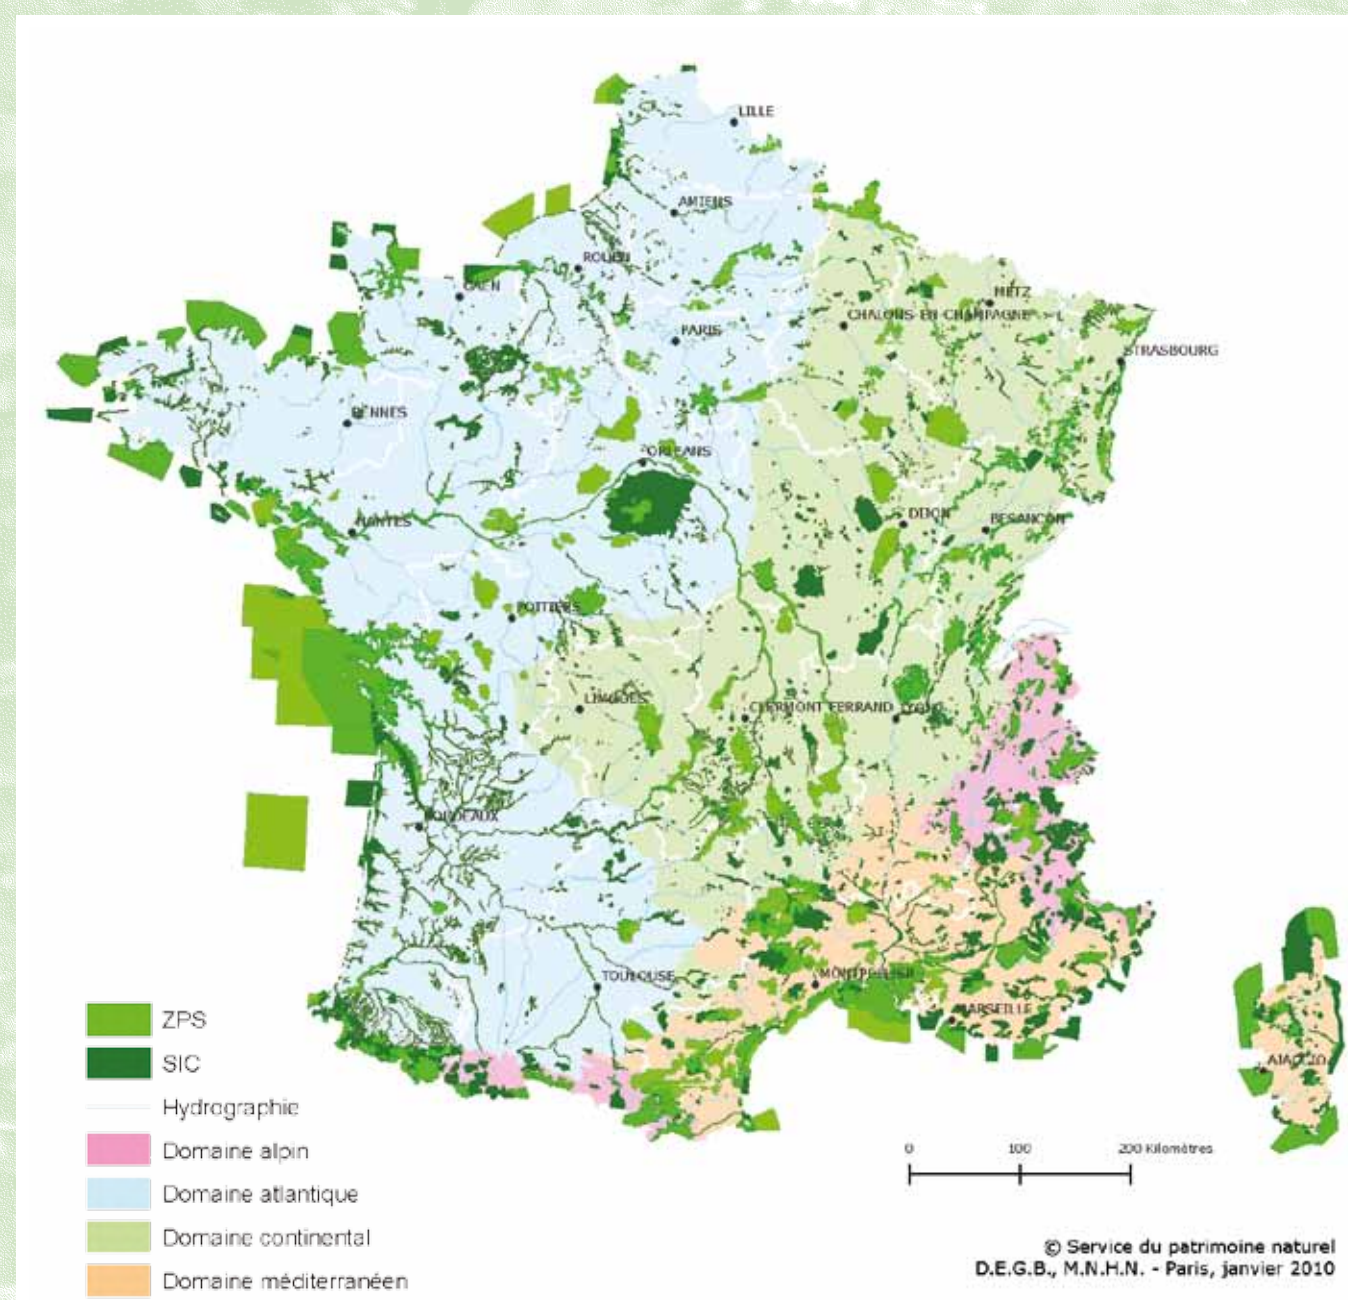 LILLE
AMIENS
ROUEN
CAEN
METZ
CHALONS-EN-CHAMPAGNE
PARIS
STRASBOURG
RENNES
ORLEANS
NANTES
DIJON
BESANCON
POITIERS
LIMOGES
CLERMONT FERRAND
BORDEAUX
TOULOUSE
MONTPELLIER
MARSEILLE
AJACCIO
ZPS
SIC
Hydrographie
Domaine alpin
Domaine atlantique
Domaine continental
Domaine méditerranéen
0 100 200 Kilomètres
© Service du patrimoine naturel
D.E.G.B., M.N.H.N. - Paris, janvier 2010